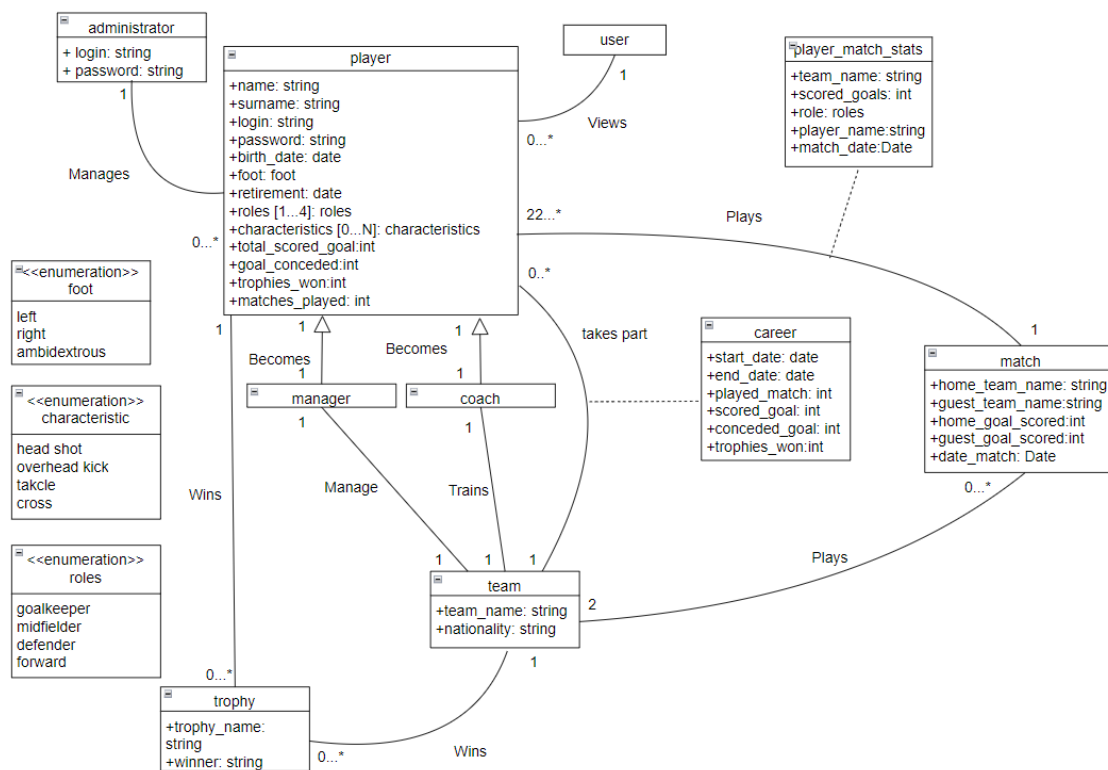 administrator
+ login: string
+ password: string
1
Manages
0...*
player
+name: string
+surname: string
+login: string
+password: string
+birth_date: date
+foot: foot
+retirement: date
+roles [1...4]: roles
+characteristics [0...N]: characteristics
+total_scored_goal:int
+goal_conceded:int
+trophies_won:int
+matches_played: int
user
1
Views
0...*
player_match_stats
+team_name: string
+scored_goals: int
+role: roles
+player_name:string
+match_date:Date
22...*
Plays
1
0..*
takes part
<<enumeration>>
foot
left
right
ambidextrous
<<enumeration>>
characteristic
head shot
overhead kick
takcle
cross
<<enumeration>>
roles
goalkeeper
midfielder
defender
forward
1
Wins
0...*
1
Becomes
1
manager
1
Manage
1
1
Becomes
1
coach
1
Trains
1
1
career
+start_date: date
+end_date: date
+played_match: int
+scored_goal: int
+conceded_goal: int
+trophies_won:int
match
+home_team_name: string
+guest_team_name:string
+home_goal_scored:int
+guest_goal_scored:int
+date_match: Date
0...*
Plays
2
team
+team_name: string
+nationality: string
1
Wins
0...*
trophy
+trophy_name:
string
+winner: string